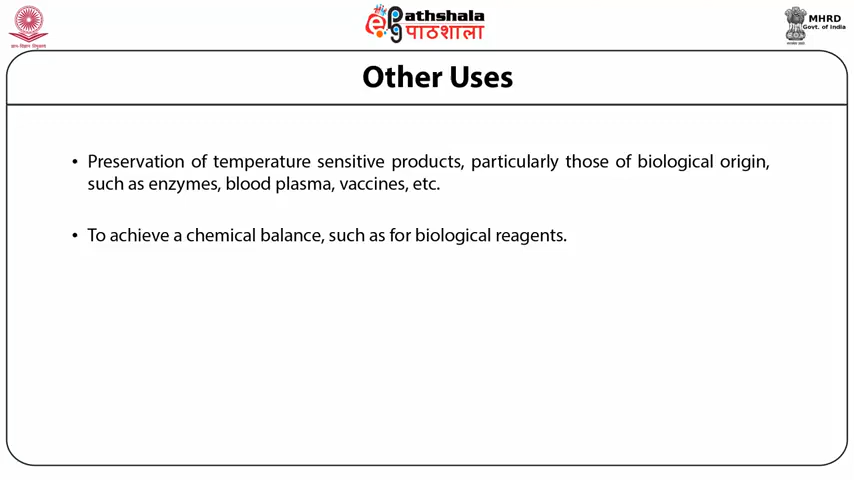 ePathshala
पाठशाला
MHRD
Govt. of India
Other Uses
• Preservation of temperature sensitive products, particularly those of biological origin,
such as enzymes, blood plasma, vaccines, etc.
• To achieve a chemical balance, such as for biological reagents.